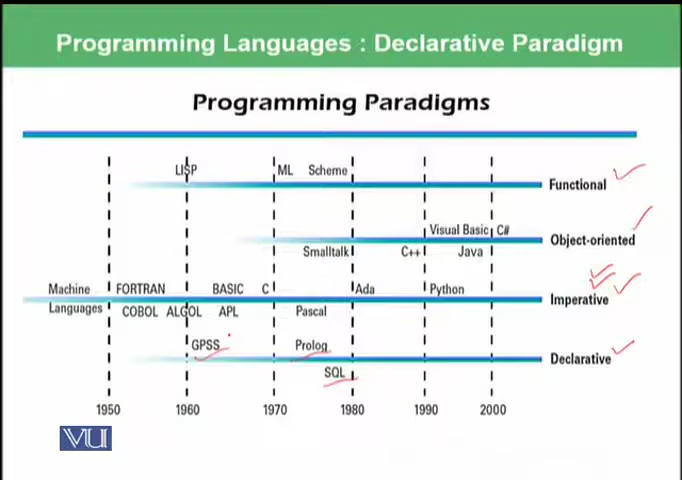 Programming Languages : Declarative Paradigm
Programming Paradigms
LISP ML Scheme
Functional
Visual Basic C#
Object-oriented
Smalltalk C++ Java
Machine FORTRAN BASIC C Ada Python
Imperative
Languages COBOL ALGOL APL Pascal
GPSS Prolog
Declarative
SQL
1950 1960 1970 1980 1990 2000
VU